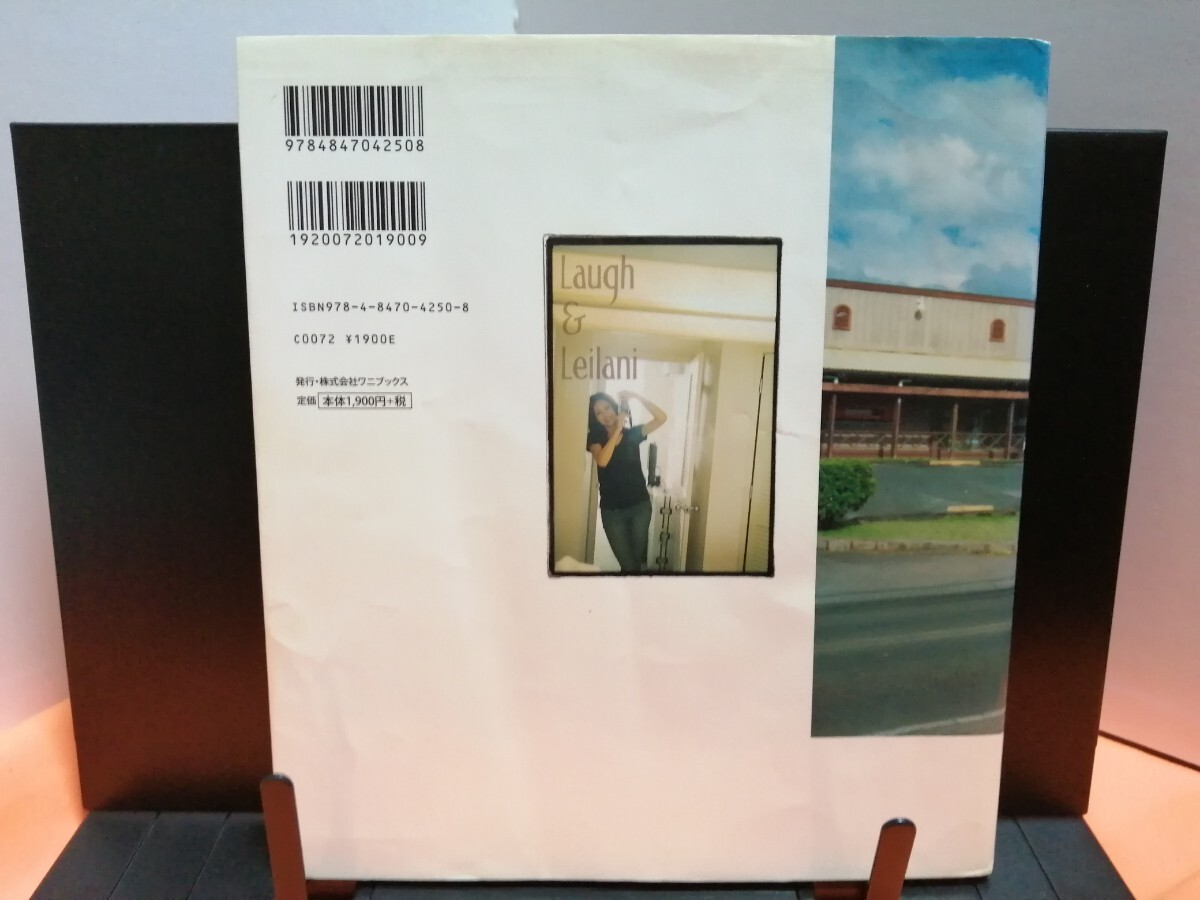 9784847042508
1920072019009
ISBN978-4-8470-4250-8
C0072 ¥1900E
発行・株式会社ワニブックス
定価 本体1,900円+税
Laugh
&
Leilani